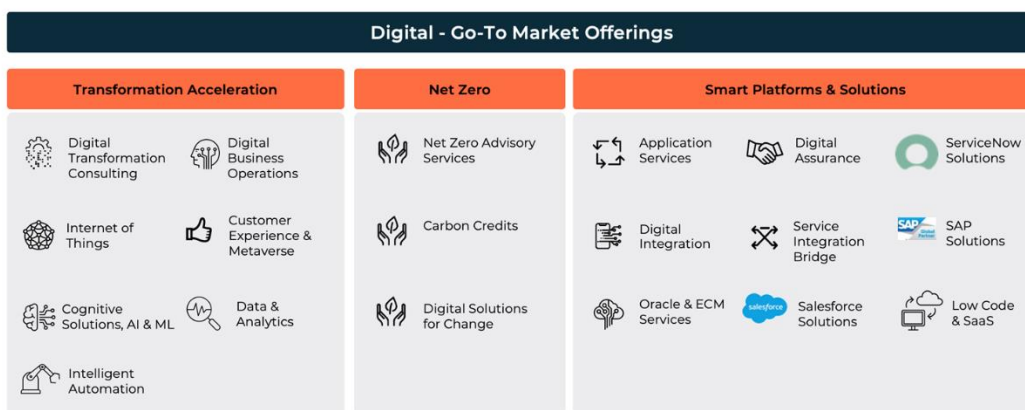 Digital - Go-To Market Offerings
Transformation Acceleration
Digital
Transformation
Consulting
Digital
Business
Operations
Internet of
Things
Customer
Experience &
Metaverse
Cognitive
Solutions, AI & ML
Data &
Analytics
Intelligent
Automation
Net Zero
Net Zero Advisory
Services
Carbon Credits
Digital Solutions
for Change
Smart Platforms & Solutions
Application
Services
Digital
Assurance
ServiceNow
Solutions
Digital
Integration
Service
Integration
Bridge
SAP
Global
Partner
SAP
Solutions
Oracle & ECM
Services
salesforce
Salesforce
Solutions
Low Code
& SaaS